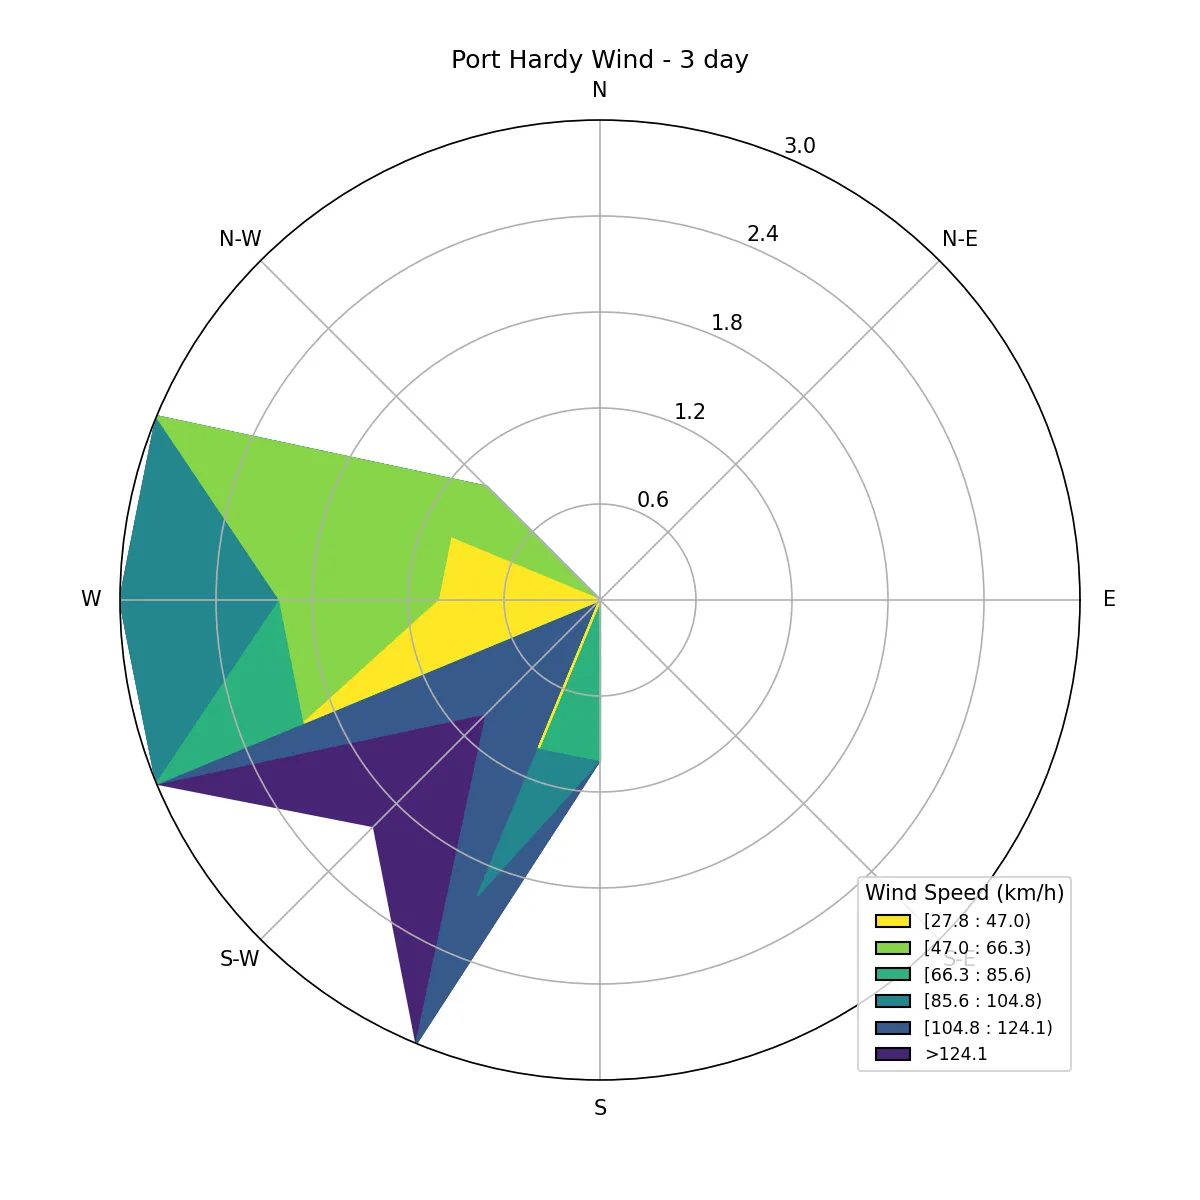 Port Hardy Wind - 3 day
N
3.0
N-W
2.4
N-E
1.8
1.2
0.6
W
E
S-W
S-E
S
Wind Speed (km/h)
[27.8 : 47.0)
[47.0 : 66.3)
[66.3 : 85.6)
[85.6 : 104.8)
[104.8 : 124.1)
>124.1